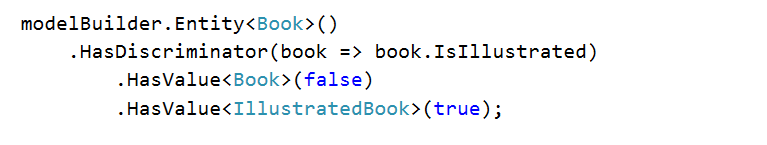 modelBuilder.Entity<Book>()
    .HasDiscriminator(book => book.IsIllustrated)
        .HasValue<Book>(false)
        .HasValue<IllustratedBook>(true);